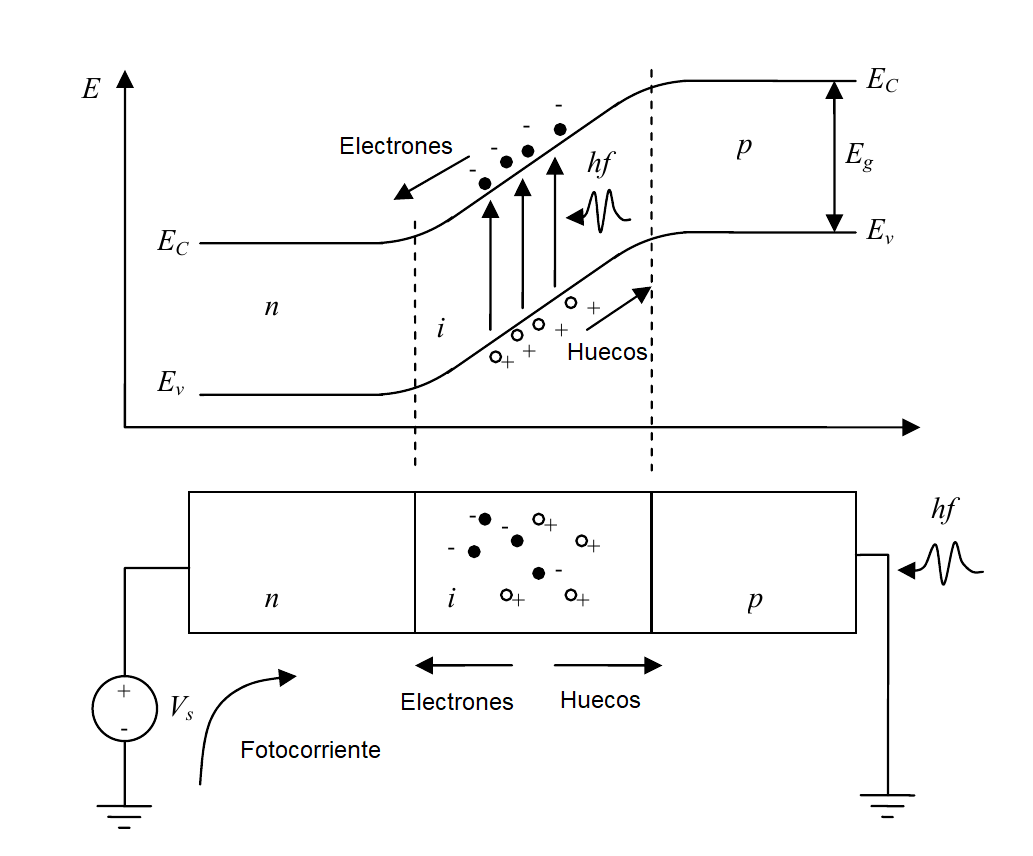 E
E_C
Electrones
- - - -
hf
p
E_g
E_C
E_v
n
i
+ + + +
Huecos
E_v
- - - -
+ + + +
n
i
p
hf
Electrones
Huecos
+
-
V_s
Fotocorriente